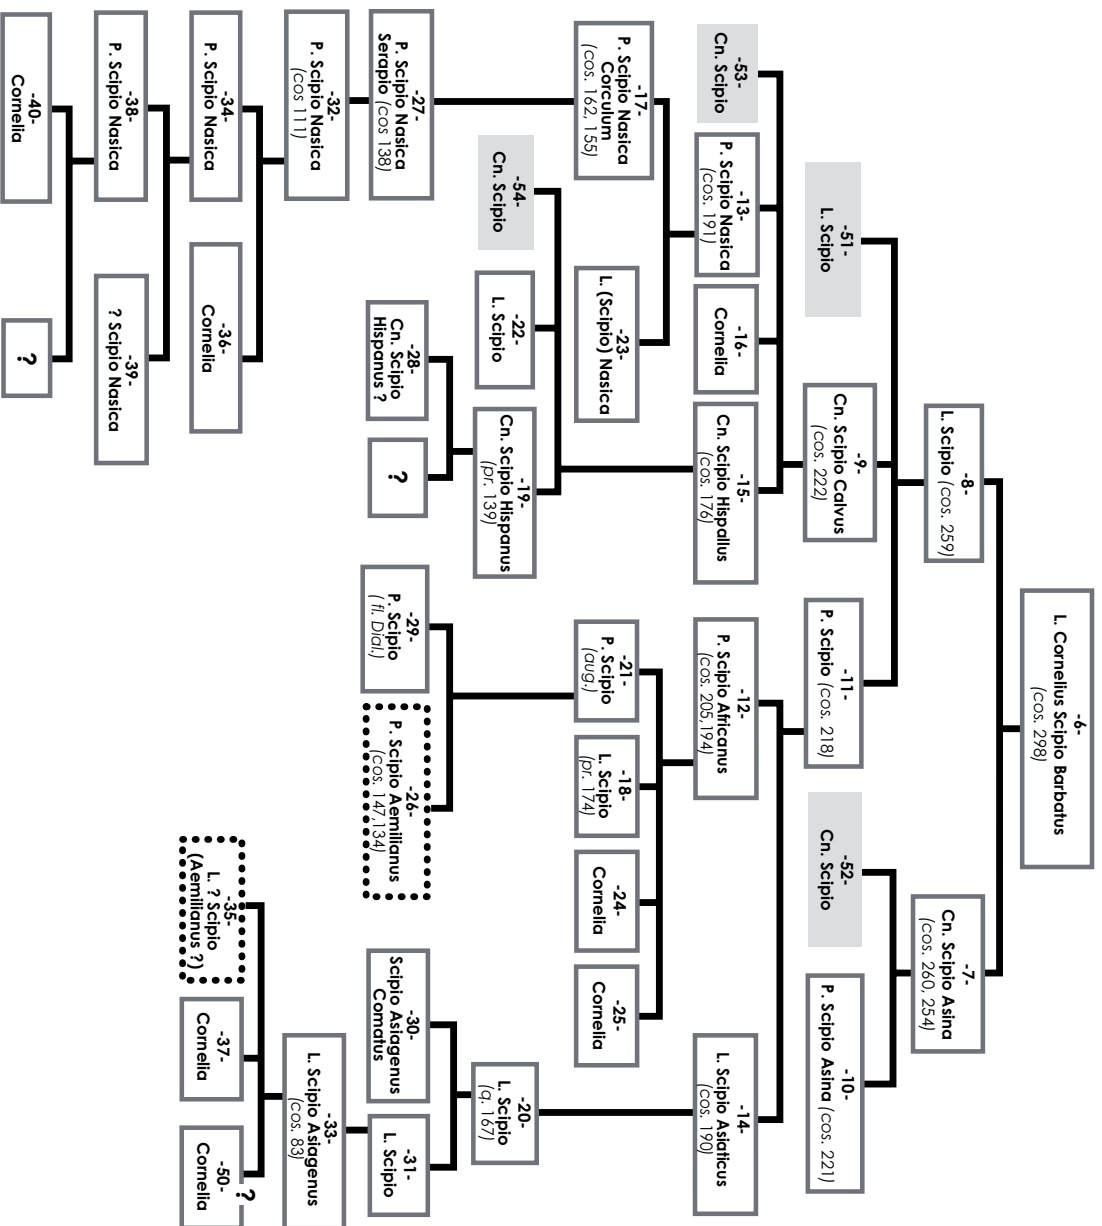 -6-
L. Cornelius Scipio Barbatus
(cos. 298)
-8-
L. Scipio (cos. 259)
-7-
Cn. Scipio Asina
(cos. 260, 254)
-51-
L. Scipio
-9-
Cn. Scipio Calvus
(cos. 222)
-11-
P. Scipio (cos. 218)
-52-
Cn. Scipio
-10-
P. Scipio Asina (cos. 221)
-53-
Cn. Scipio
-13-
P. Scipio Nasica
(cos. 191)
-16-
Cornelia
-15-
Cn. Scipio Hispallus
(cos. 176)
-12-
P. Scipio Africanus
(cos. 205,194)
-14-
L. Scipio Asiaticus
(cos. 190)
-17-
P. Scipio Nasica
Corculum
(cos. 162, 155)
-23-
L. (Scipio) Nasica
-21-
P. Scipio
(aug.)
-18-
L. Scipio
(pr. 174)
-24-
Cornelia
-25-
Cornelia
-54-
Cn. Scipio
-22-
L. Scipio
-19-
Cn. Scipio Hispanus
(pr. 139)
-20-
L. Scipio
(q. 167)
-27-
P. Scipio Nasica
Serapio (cos 138)
-28-
Cn. Scipio
Hispanus ?
?
-29-
P. Scipio
( fl. Dial.)
-26-
P. Scipio Aemilianus
(cos. 147,134)
-30-
Scipio Asiagenus
Comatus
-31-
L. Scipio
-32-
P. Scipio Nasica
(cos 111)
-33-
L. Scipio Asiagenus
(cos. 83)
-34-
P. Scipio Nasica
-36-
Cornelia
-35-
L. ? Scipio
(Aemilianus ?)
-37-
Cornelia
-50-
Cornelia
?
-38-
P. Scipio Nasica
-39-
? Scipio Nasica
-40-
Cornelia
?